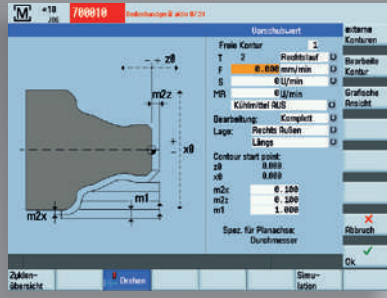 700010
Vorschubwert
Freie Kontur 1
T 2 Rechtslauf U
F 0.000 mm/min U
S 0 U/min U
MR 0 U/min
Kühlmittel AUS U
Bearbeitung: Komplett U
Lage: Rechts Außen U
Längs U
Contour start point:
z0 0.000
x0 0.000
m2x 0.100
m2z 0.100
m1 1.000
Spez. für Planachse:
Durchmesser
z0
m2z
x0
m1
m2x
externe
Konturen
Bearbeite
Kontur
Grafische
Ansicht
Abbruch
Ok
Zyklen-
übersicht
Drehen
Simu-
lation